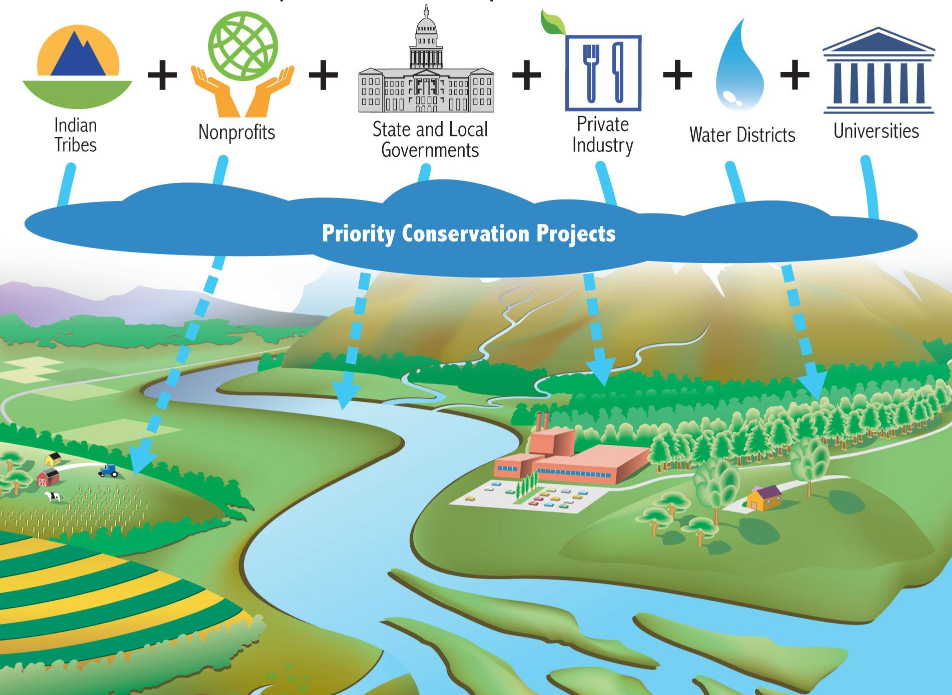 Indian
Tribes
Nonprofits
State and Local
Governments
Private
Industry
Water Districts
Universities
Priority Conservation Projects